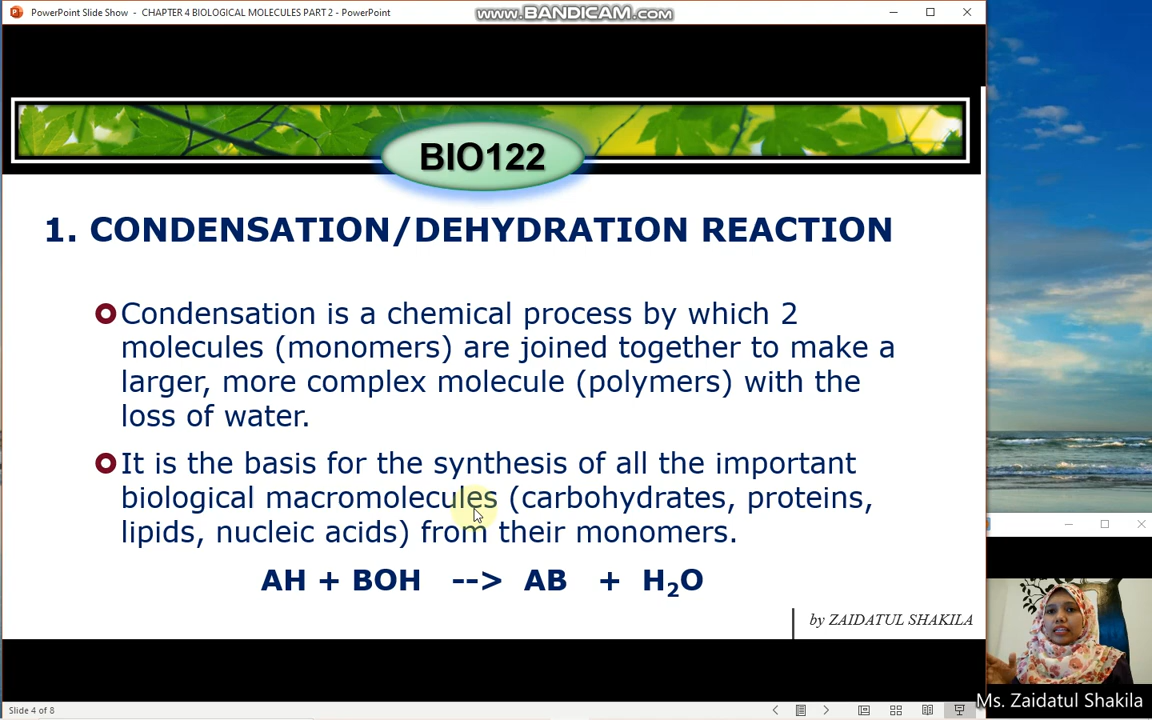 PowerPoint Slide Show - CHAPTER 4 BIOLOGICAL MOLECULES PART 2 - PowerPoint
www.BANDICAM.com
BIO122
1. CONDENSATION/DEHYDRATION REACTION
Condensation is a chemical process by which 2
molecules (monomers) are joined together to make a
larger, more complex molecule (polymers) with the
loss of water.
It is the basis for the synthesis of all the important
biological macromolecules (carbohydrates, proteins,
lipids, nucleic acids) from their monomers.
AH + BOH --> AB + H₂O
by ZAIDATUL SHAKILA
Ms. Zaidatul Shakila
Slide 4 of 8